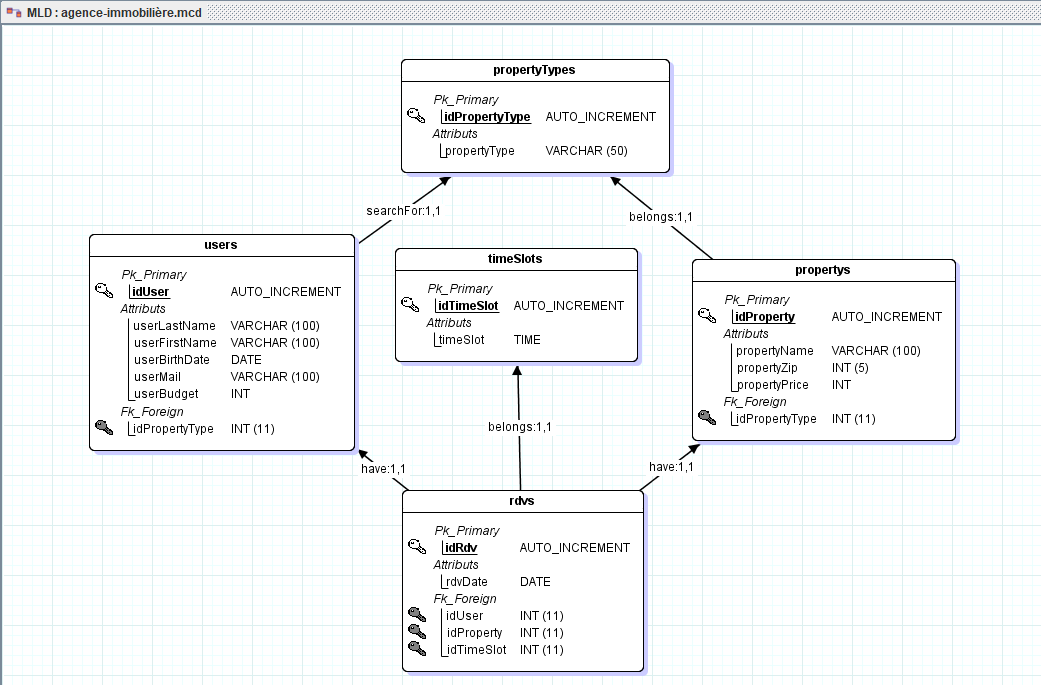 MLD : agence-immobilière.mcd
propertyTypes
Pk_Primary
idPropertyType AUTO_INCREMENT
Attributs
propertyType VARCHAR (50)
searchFor:1,1
belongs:1,1
users
Pk_Primary
idUser AUTO_INCREMENT
Attributs
userLastName VARCHAR (100)
userFirstName VARCHAR (100)
userBirthDate DATE
userMail VARCHAR (100)
userBudget INT
Fk_Foreign
idPropertyType INT (11)
timeSlots
Pk_Primary
idTimeSlot AUTO_INCREMENT
Attributs
timeSlot TIME
propertys
Pk_Primary
idProperty AUTO_INCREMENT
Attributs
propertyName VARCHAR (100)
propertyZip INT (5)
propertyPrice INT
Fk_Foreign
idPropertyType INT (11)
belongs:1,1
have:1,1
have:1,1
rdvs
Pk_Primary
idRdv AUTO_INCREMENT
Attributs
rdvDate DATE
Fk_Foreign
idUser INT (11)
idProperty INT (11)
idTimeSlot INT (11)